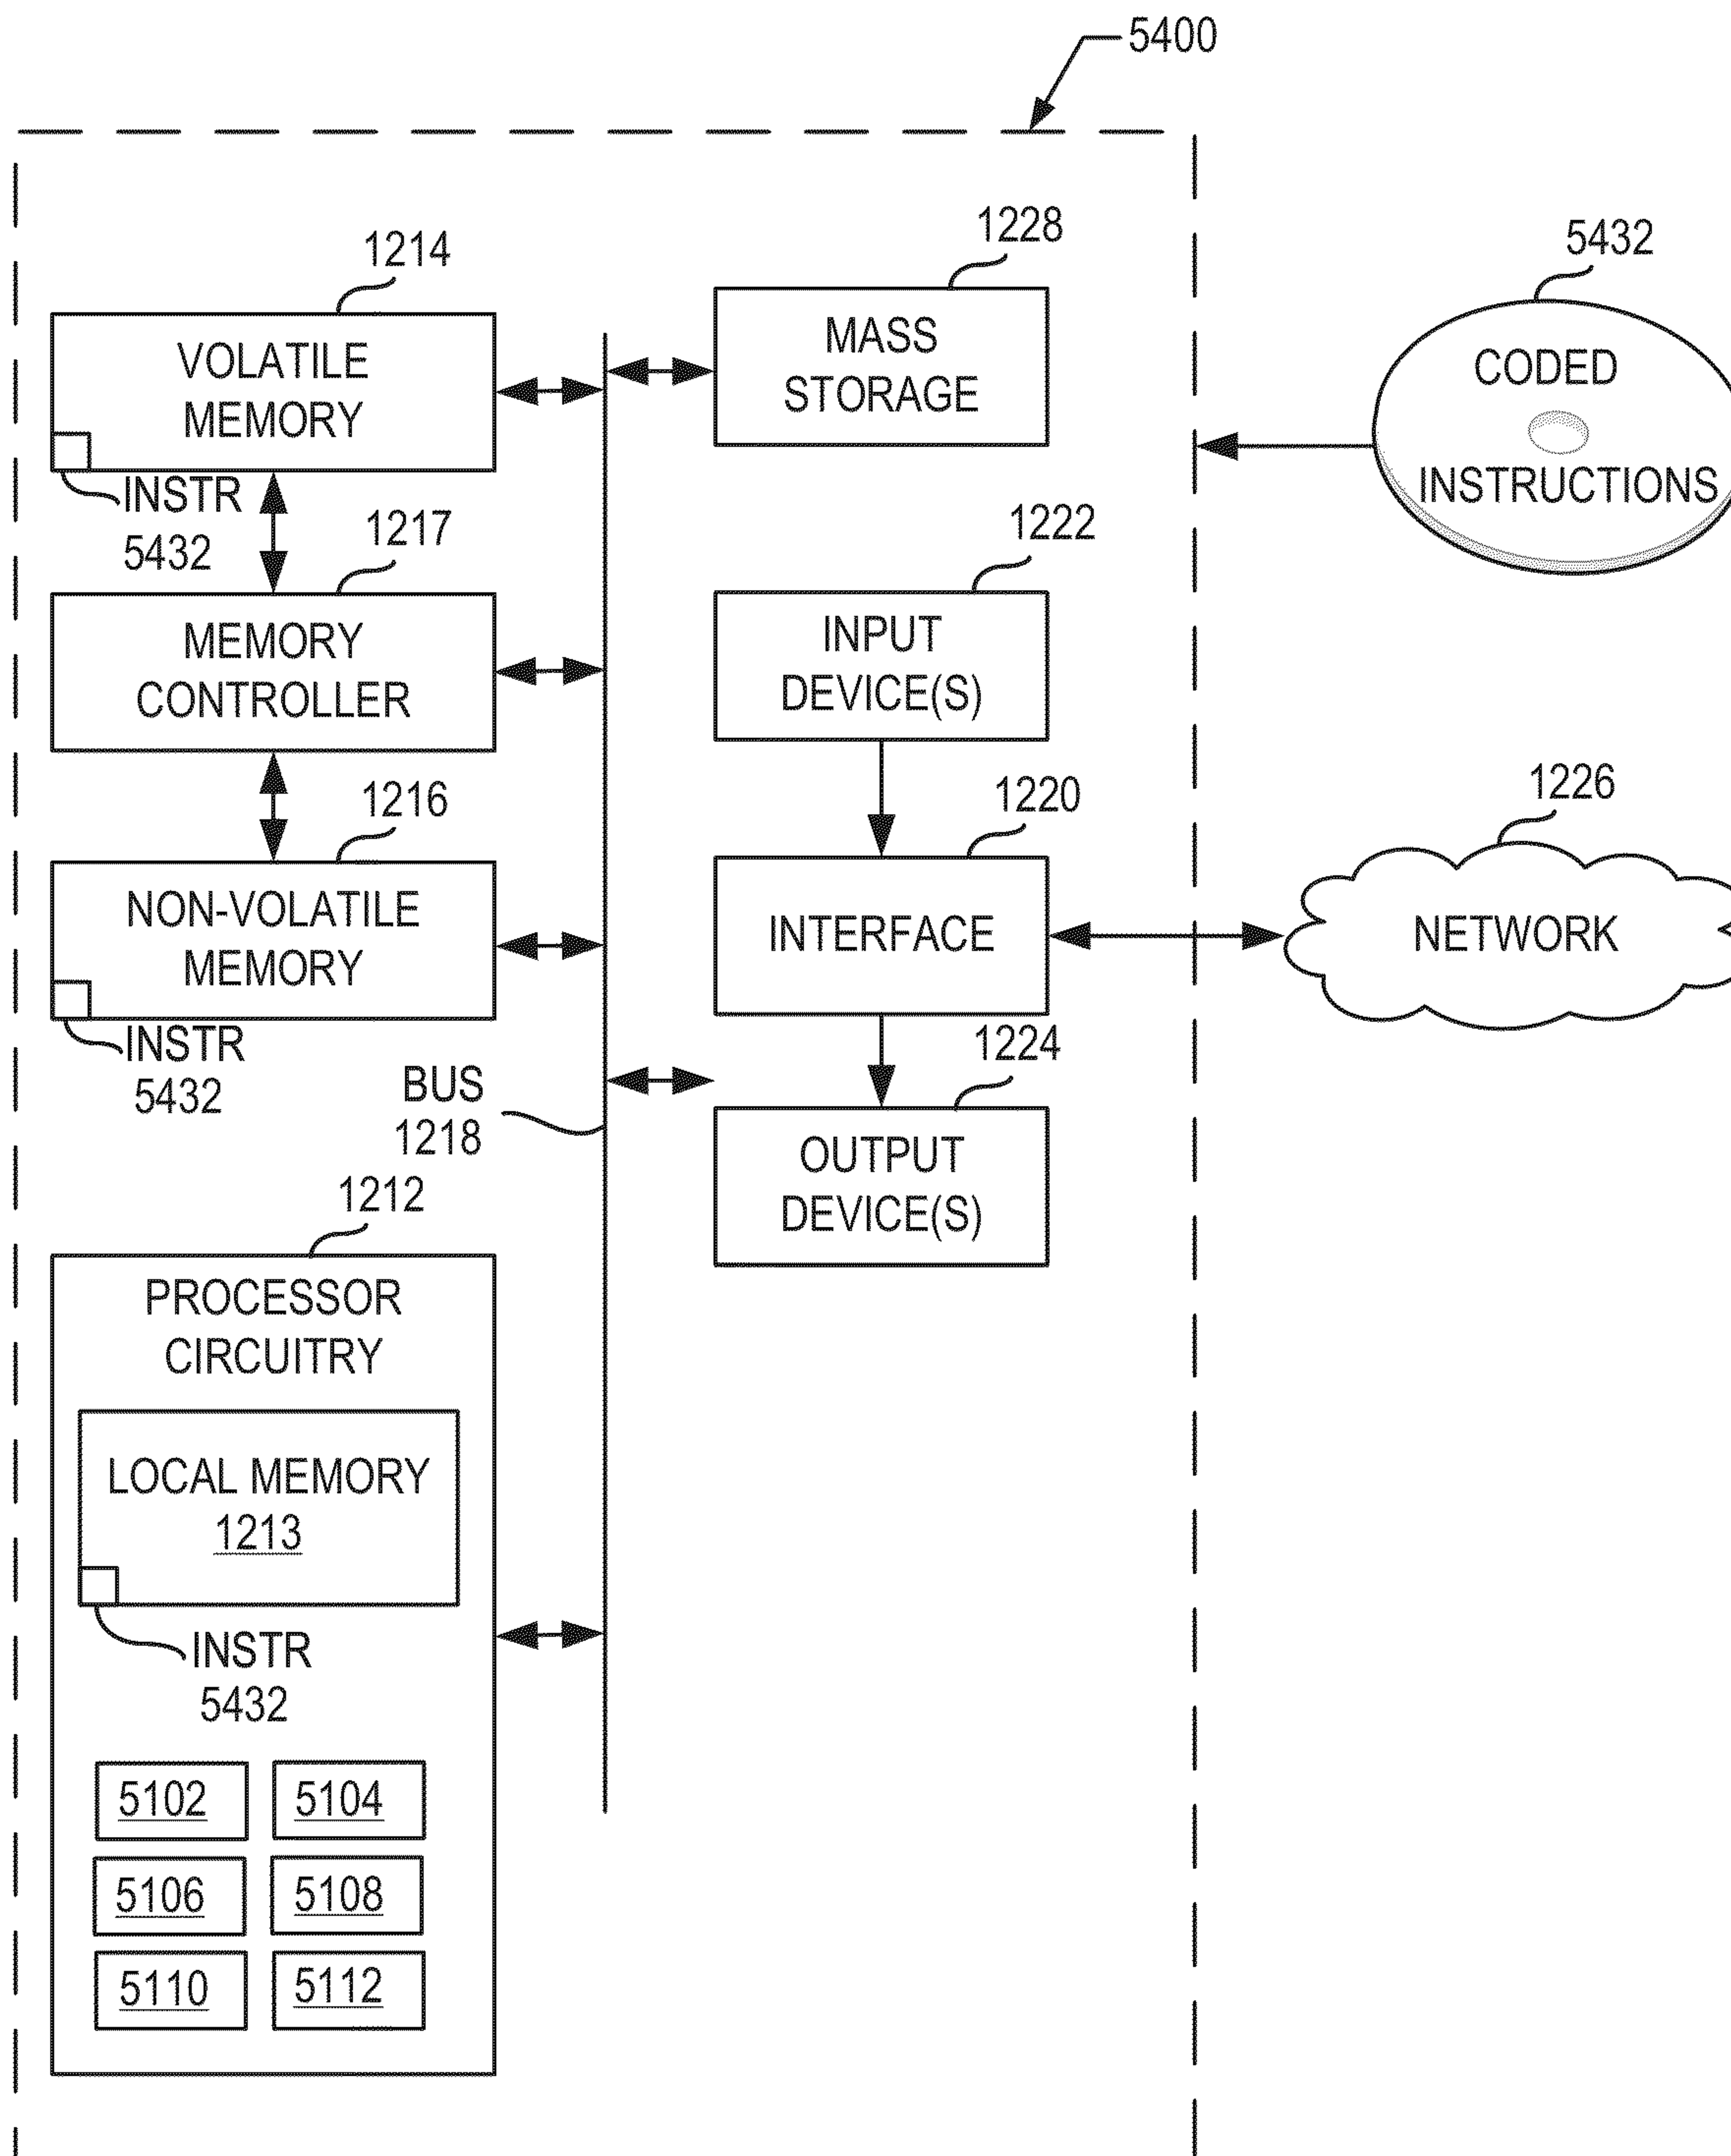 5400
1214
VOLATILE
MEMORY
INSTR
5432
1217
MEMORY
CONTROLLER
1216
NON-VOLATILE
MEMORY
INSTR
5432
BUS
1218
1212
PROCESSOR
CIRCUITRY
LOCAL MEMORY
1213
INSTR
5432
5102
5104
5106
5108
5110
5112
1228
MASS
STORAGE
1222
INPUT
DEVICE(S)
1220
INTERFACE
1224
OUTPUT
DEVICE(S)
5432
CODED
INSTRUCTIONS
1226
NETWORK